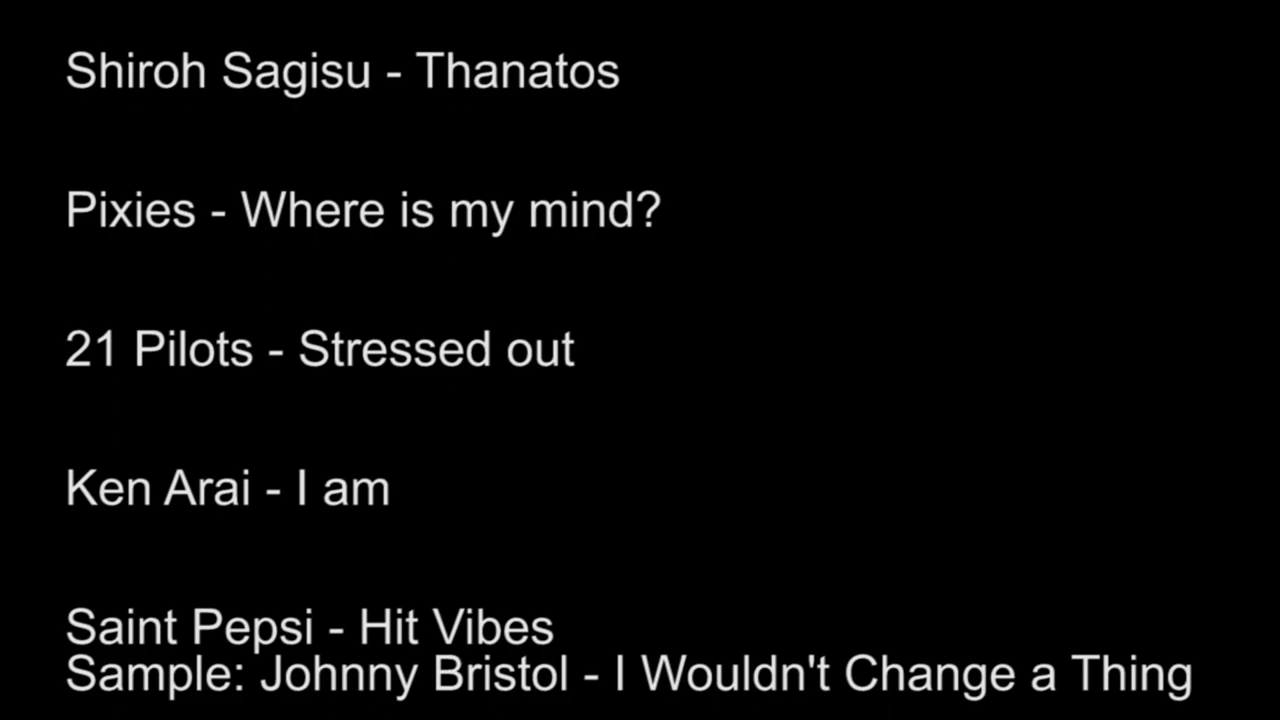 Shiroh Sagisu - Thanatos
Pixies - Where is my mind?
21 Pilots - Stressed out
Ken Arai - I am
Saint Pepsi - Hit Vibes
Sample: Johnny Bristol - I Wouldn't Change a Thing